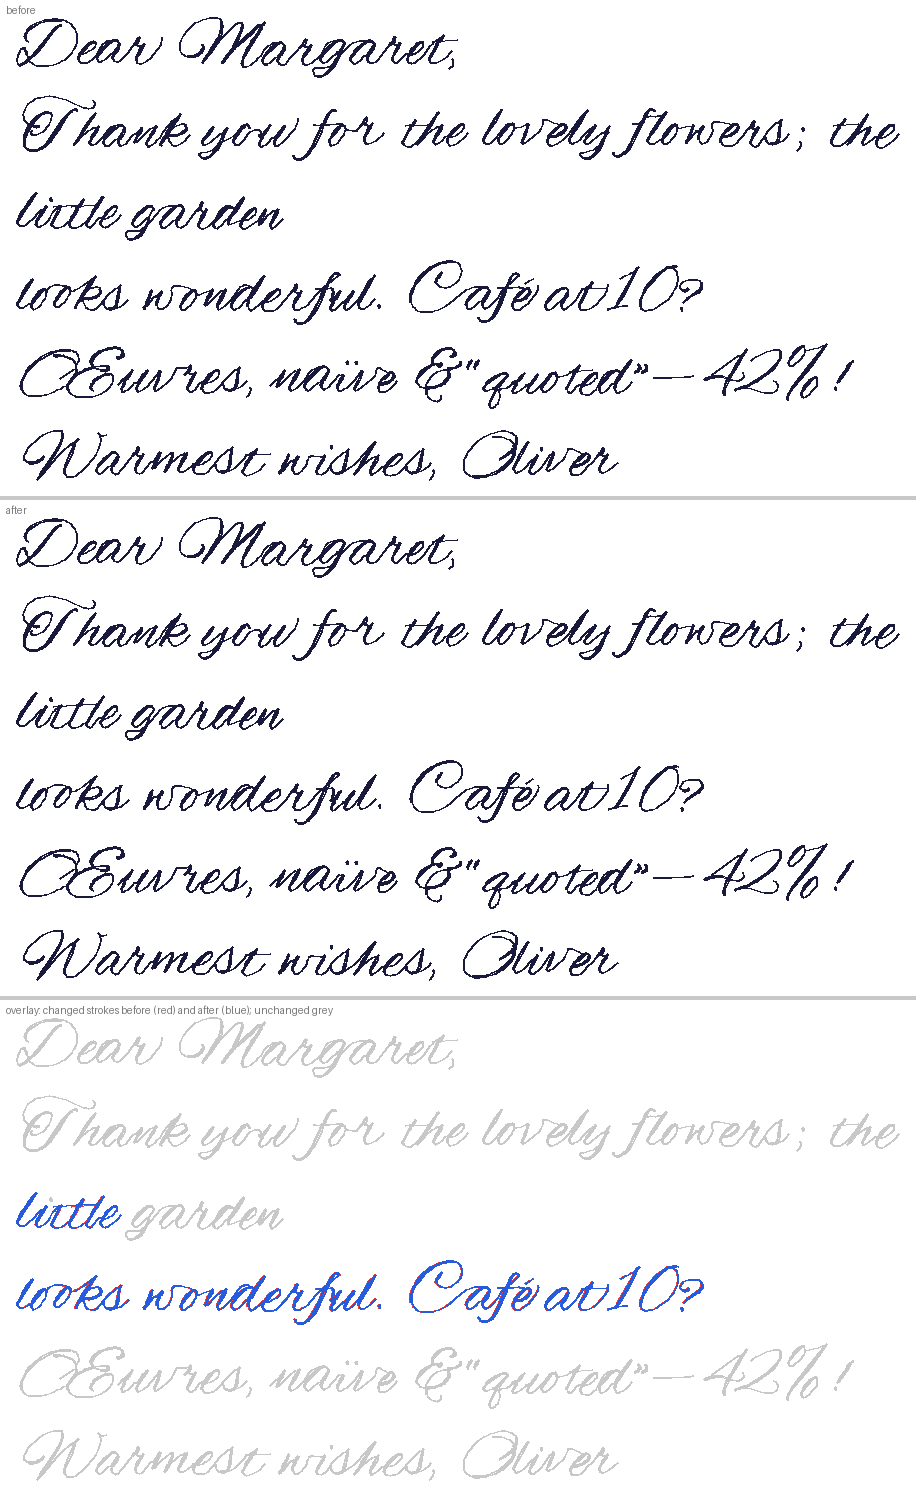 before
Dear Margaret,
Thank you for the lovely flowers; the
little garden
looks wonderful. Café at 10?
Œuvres, naïve & “quoted” — 42% !
Warmest wishes, Oliver
after
Dear Margaret,
Thank you for the lovely flowers; the
little garden
looks wonderful. Café at 10?
Œuvres, naïve & “quoted” — 42% !
Warmest wishes, Oliver
overlay: changed strokes before (red) and after (blue); unchanged grey
Dear Margaret,
Thank you for the lovely flowers; the
little garden
looks wonderful. Café at 10?
Œuvres, naïve & “quoted” — 42% !
Warmest wishes, Oliver